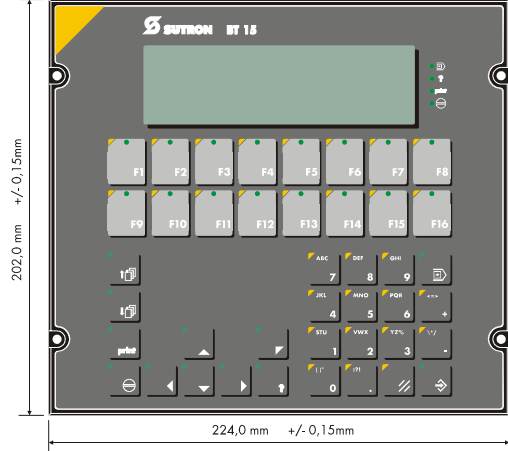 SUTRON BT 15
print
F1 F2 F3 F4 F5 F6 F7 F8
F9 F10 F11 F12 F13 F14 F15 F16
ABC DEF GHI
7 8 9
JKL MNO PQR <=>
4 5 6 +
STU VWX YZ% \*/
print 1 2 3 -
( )° !?!
? 0 .
202,0 mm +/- 0,15mm
224,0 mm +/- 0,15mm